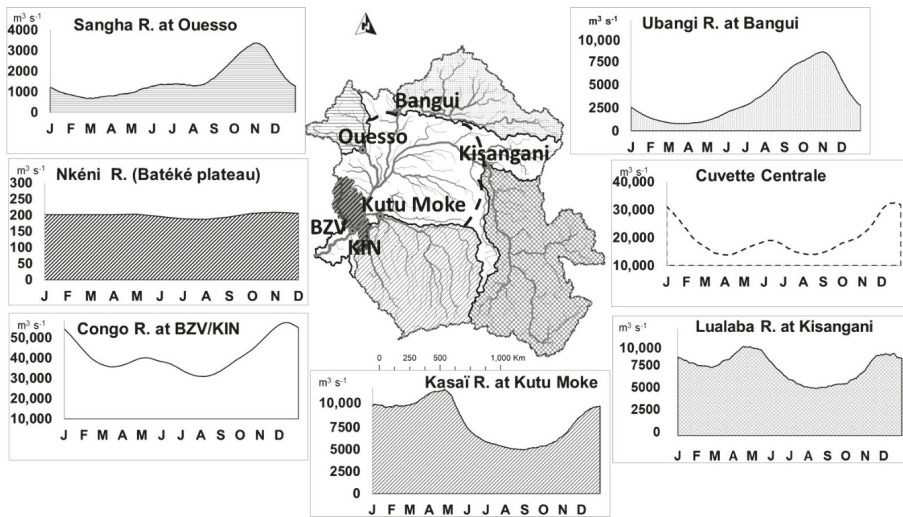 m³ s⁻¹
Sangha R. at Ouesso
4000
3000
2000
1000
0
J F M A M J J A S O N D
m³ s⁻¹
Nkéni R. (Batéké plateau)
300
250
200
150
100
50
0
J F M A M J J A S O N D
m³ s⁻¹
Congo R. at BZV/KIN
50,000
40,000
30,000
20,000
10,000
J F M A M J J A S O N D
Bangui
Ouesso
Kisangani
Kutu Moke
BZV
KIN
0 250 500 1,000 Km
m³ s⁻¹
Kasaï R. at Kutu Moke
10,000
7500
5000
2500
0
J F M A M J J A S O N D
Ubangi R. at Bangui
m³ s⁻¹
10,000
7500
5000
2500
0
J F M A M J J A S O N D
m³ s⁻¹
Cuvette Centrale
40,000
30,000
20,000
10,000
J F M A M J J A S O N D
m³ s⁻¹
Lualaba R. at Kisangani
10,000
7500
5000
2500
0
J F M A M J J A S O N D